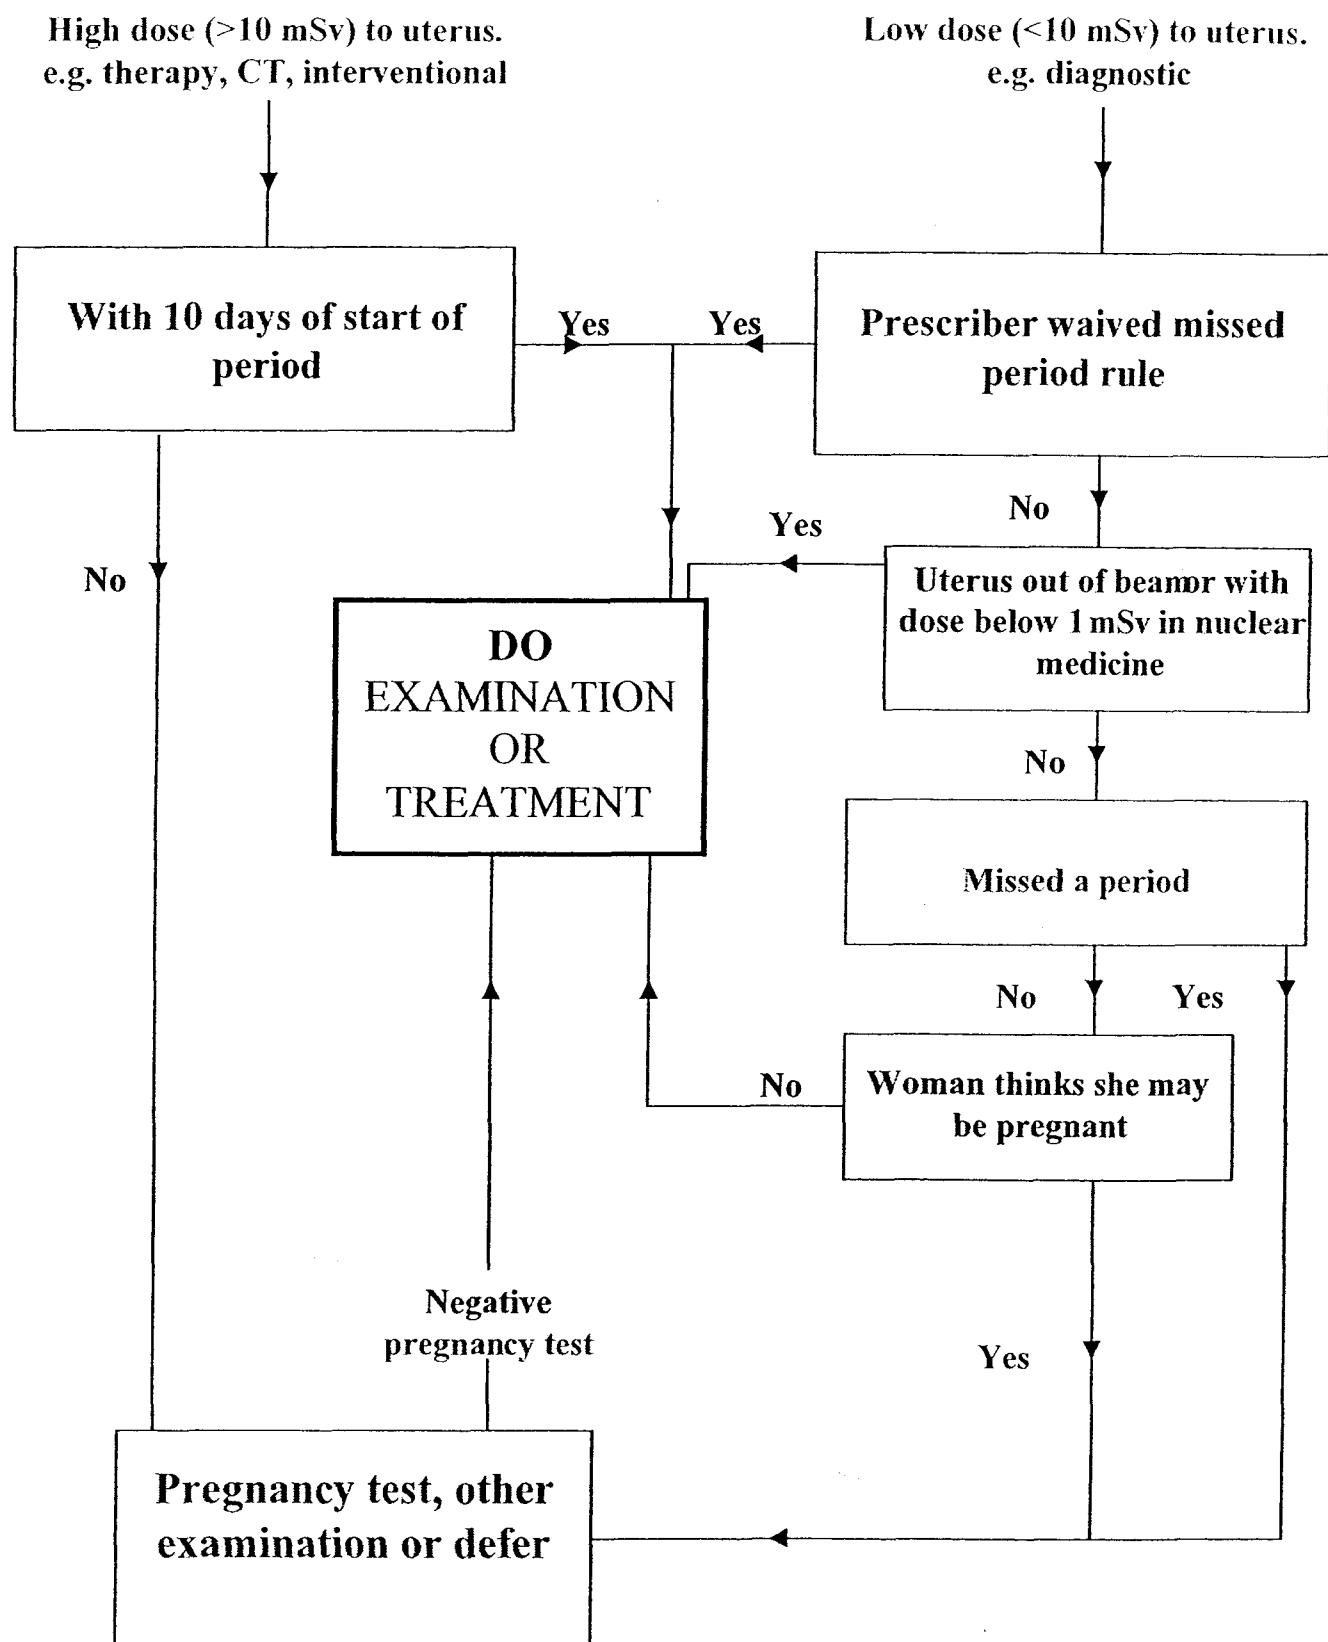 High dose (>10 mSv) to uterus.
e.g. therapy, CT, interventional
Low dose (<10 mSv) to uterus.
e.g. diagnostic
With 10 days of start of
period
Yes
Yes
Prescriber waived missed
period rule
No
Yes
No
Uterus out of beamor with
dose below 1 mSv in nuclear
medicine
DO
EXAMINATION
OR
TREATMENT
No
Missed a period
No
Yes
No
Woman thinks she may
be pregnant
Negative
pregnancy test
Yes
Pregnancy test, other
examination or defer